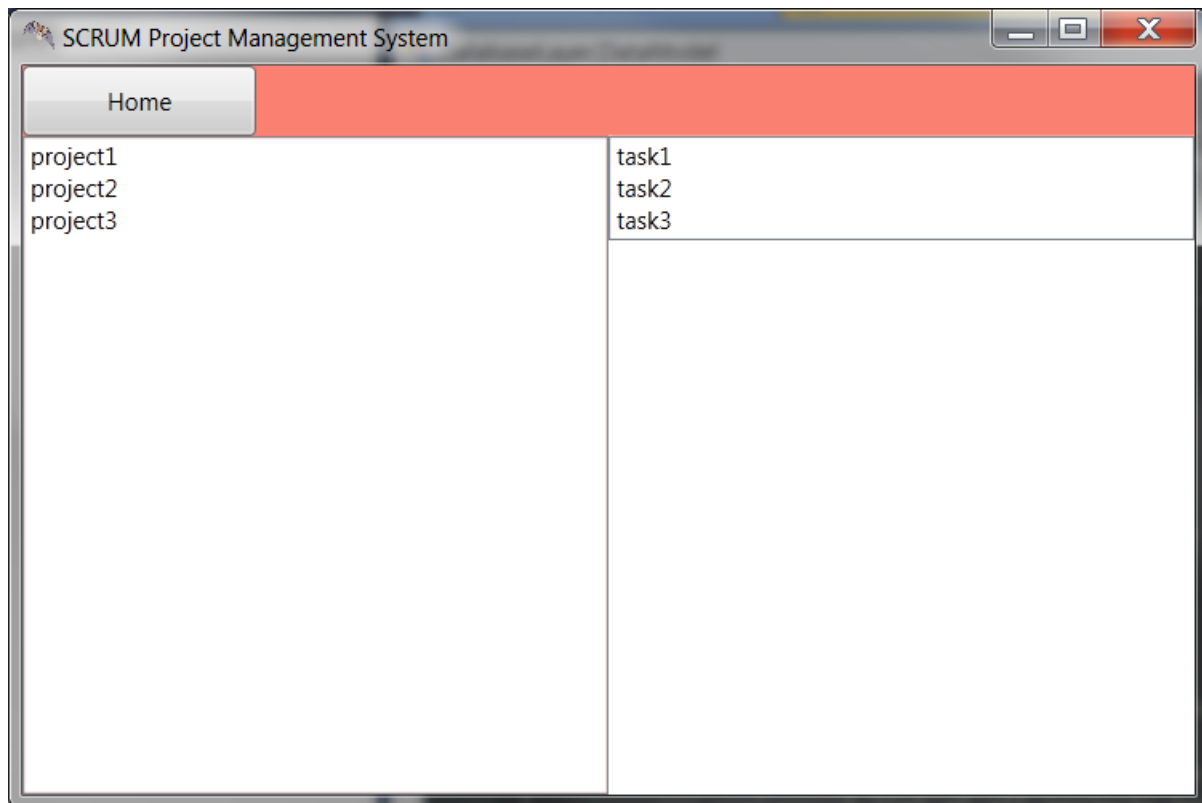 SCRUM Project Management System
Home
project1
project2
project3
task1
task2
task3